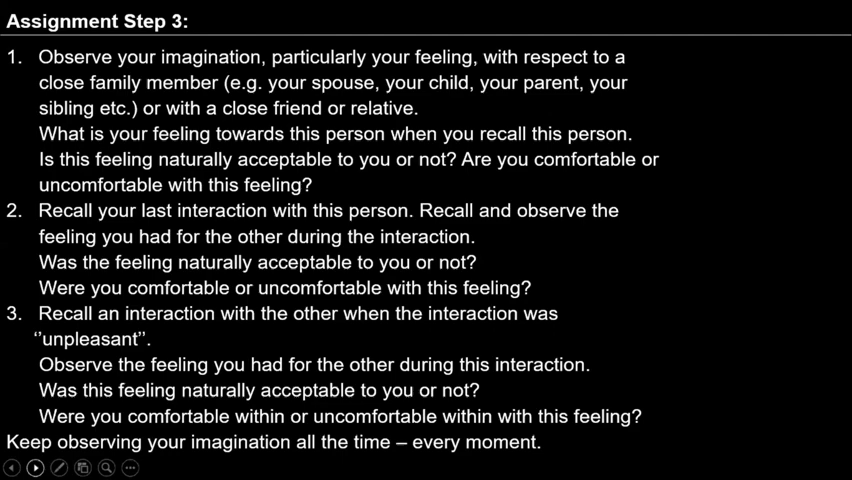 Assignment Step 3:
1. Observe your imagination, particularly your feeling, with respect to a
close family member (e.g. your spouse, your child, your parent, your
sibling etc.) or with a close friend or relative.
What is your feeling towards this person when you recall this person.
Is this feeling naturally acceptable to you or not? Are you comfortable or
uncomfortable with this feeling?
2. Recall your last interaction with this person. Recall and observe the
feeling you had for the other during the interaction.
Was the feeling naturally acceptable to you or not?
Were you comfortable or uncomfortable with this feeling?
3. Recall an interaction with the other when the interaction was
‘’unpleasant’’.
Observe the feeling you had for the other during this interaction.
Was this feeling naturally acceptable to you or not?
Were you comfortable within or uncomfortable within with this feeling?
Keep observing your imagination all the time – every moment.